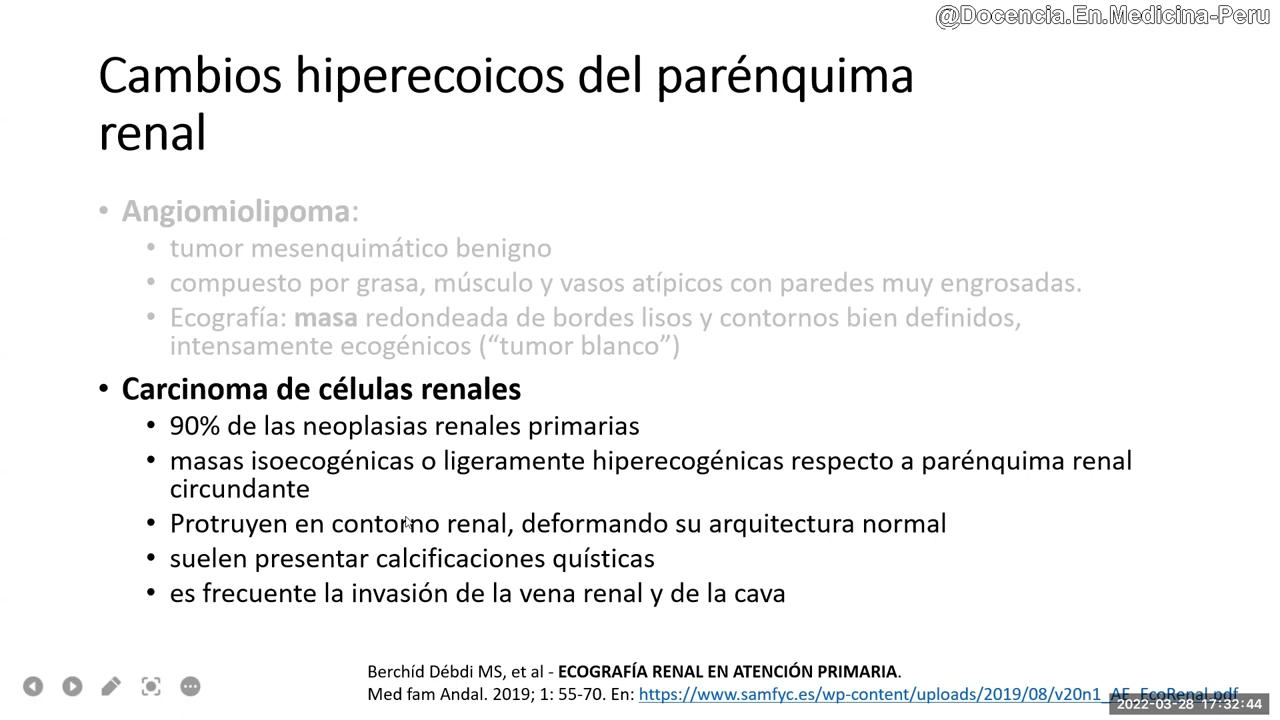 @Docencia.En.Medicina-Peru
Cambios hiperecoicos del parénquima
renal
• Angiomiolipoma:
• tumor mesenquimático benigno
• compuesto por grasa, músculo y vasos atípicos con paredes muy engrosadas.
• Ecografía: masa redondeada de bordes lisos y contornos bien definidos,
intensamente ecogénicos (“tumor blanco”)
• Carcinoma de células renales
• 90% de las neoplasias renales primarias
• masas isoecogénicas o ligeramente hiperecogénicas respecto a parénquima renal
circundante
• Protruyen en contorno renal, deformando su arquitectura normal
• suelen presentar calcificaciones quísticas
• es frecuente la invasión de la vena renal y de la cava
Berchíd Débdi MS, et al - ECOGRAFÍA RENAL EN ATENCIÓN PRIMARIA.
Med fam Andal. 2019; 1: 55-70. En: https://www.samfyc.es/wp-content/uploads/2019/08/v20n1_AE_EcoRenal.pdf
2022-03-28 17:32:44